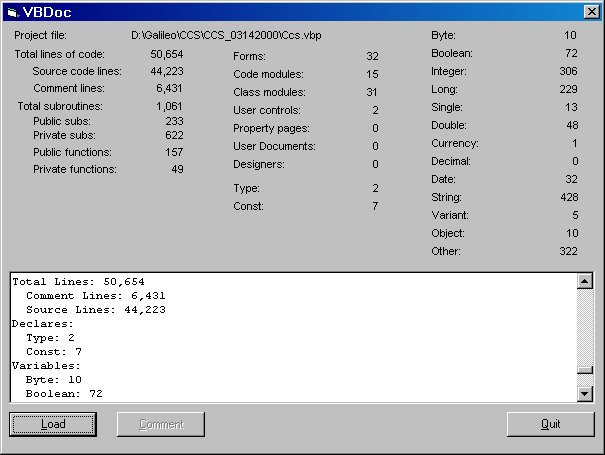 VBDoc
Project file: D:\Galileo\CCS\CCS_03142000\Ccs.vbp
Total lines of code: 50,654
Source code lines: 44,223
Comment lines: 6,431
Total subroutines: 1,061
Public subs: 233
Private subs: 622
Public functions: 157
Private functions: 49
Forms: 32
Code modules: 15
Class modules: 31
User controls: 2
Property pages: 0
User Documents: 0
Designers: 0
Type: 2
Const: 7
Byte: 10
Boolean: 72
Integer: 306
Long: 229
Single: 13
Double: 48
Currency: 1
Decimal: 0
Date: 32
String: 428
Variant: 5
Object: 10
Other: 322
Total Lines: 50,654
Comment Lines: 6,431
Source Lines: 44,223
Declares:
Type: 2
Const: 7
Variables:
Byte: 10
Boolean: 72
Load Comment Quit